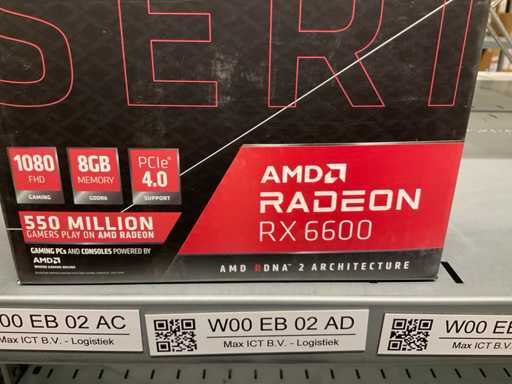 SERI
1080
FHD
GAMING
8GB
MEMORY
GDDR6
PCIe®
4.0
SUPPORT
550 MILLION
GAMERS PLAY ON AMD RADEON
GAMING PCs AND CONSOLES POWERED BY
AMD
AMD
RADEON
RX 6600
AMD RDNA™ 2 ARCHITECTURE
00 EB 02 AC
Max ICT B.V. - Logistiek
W00 EB 02 AD
Max ICT B.V. - Logistiek
W00 EB
Max ICT B.V.